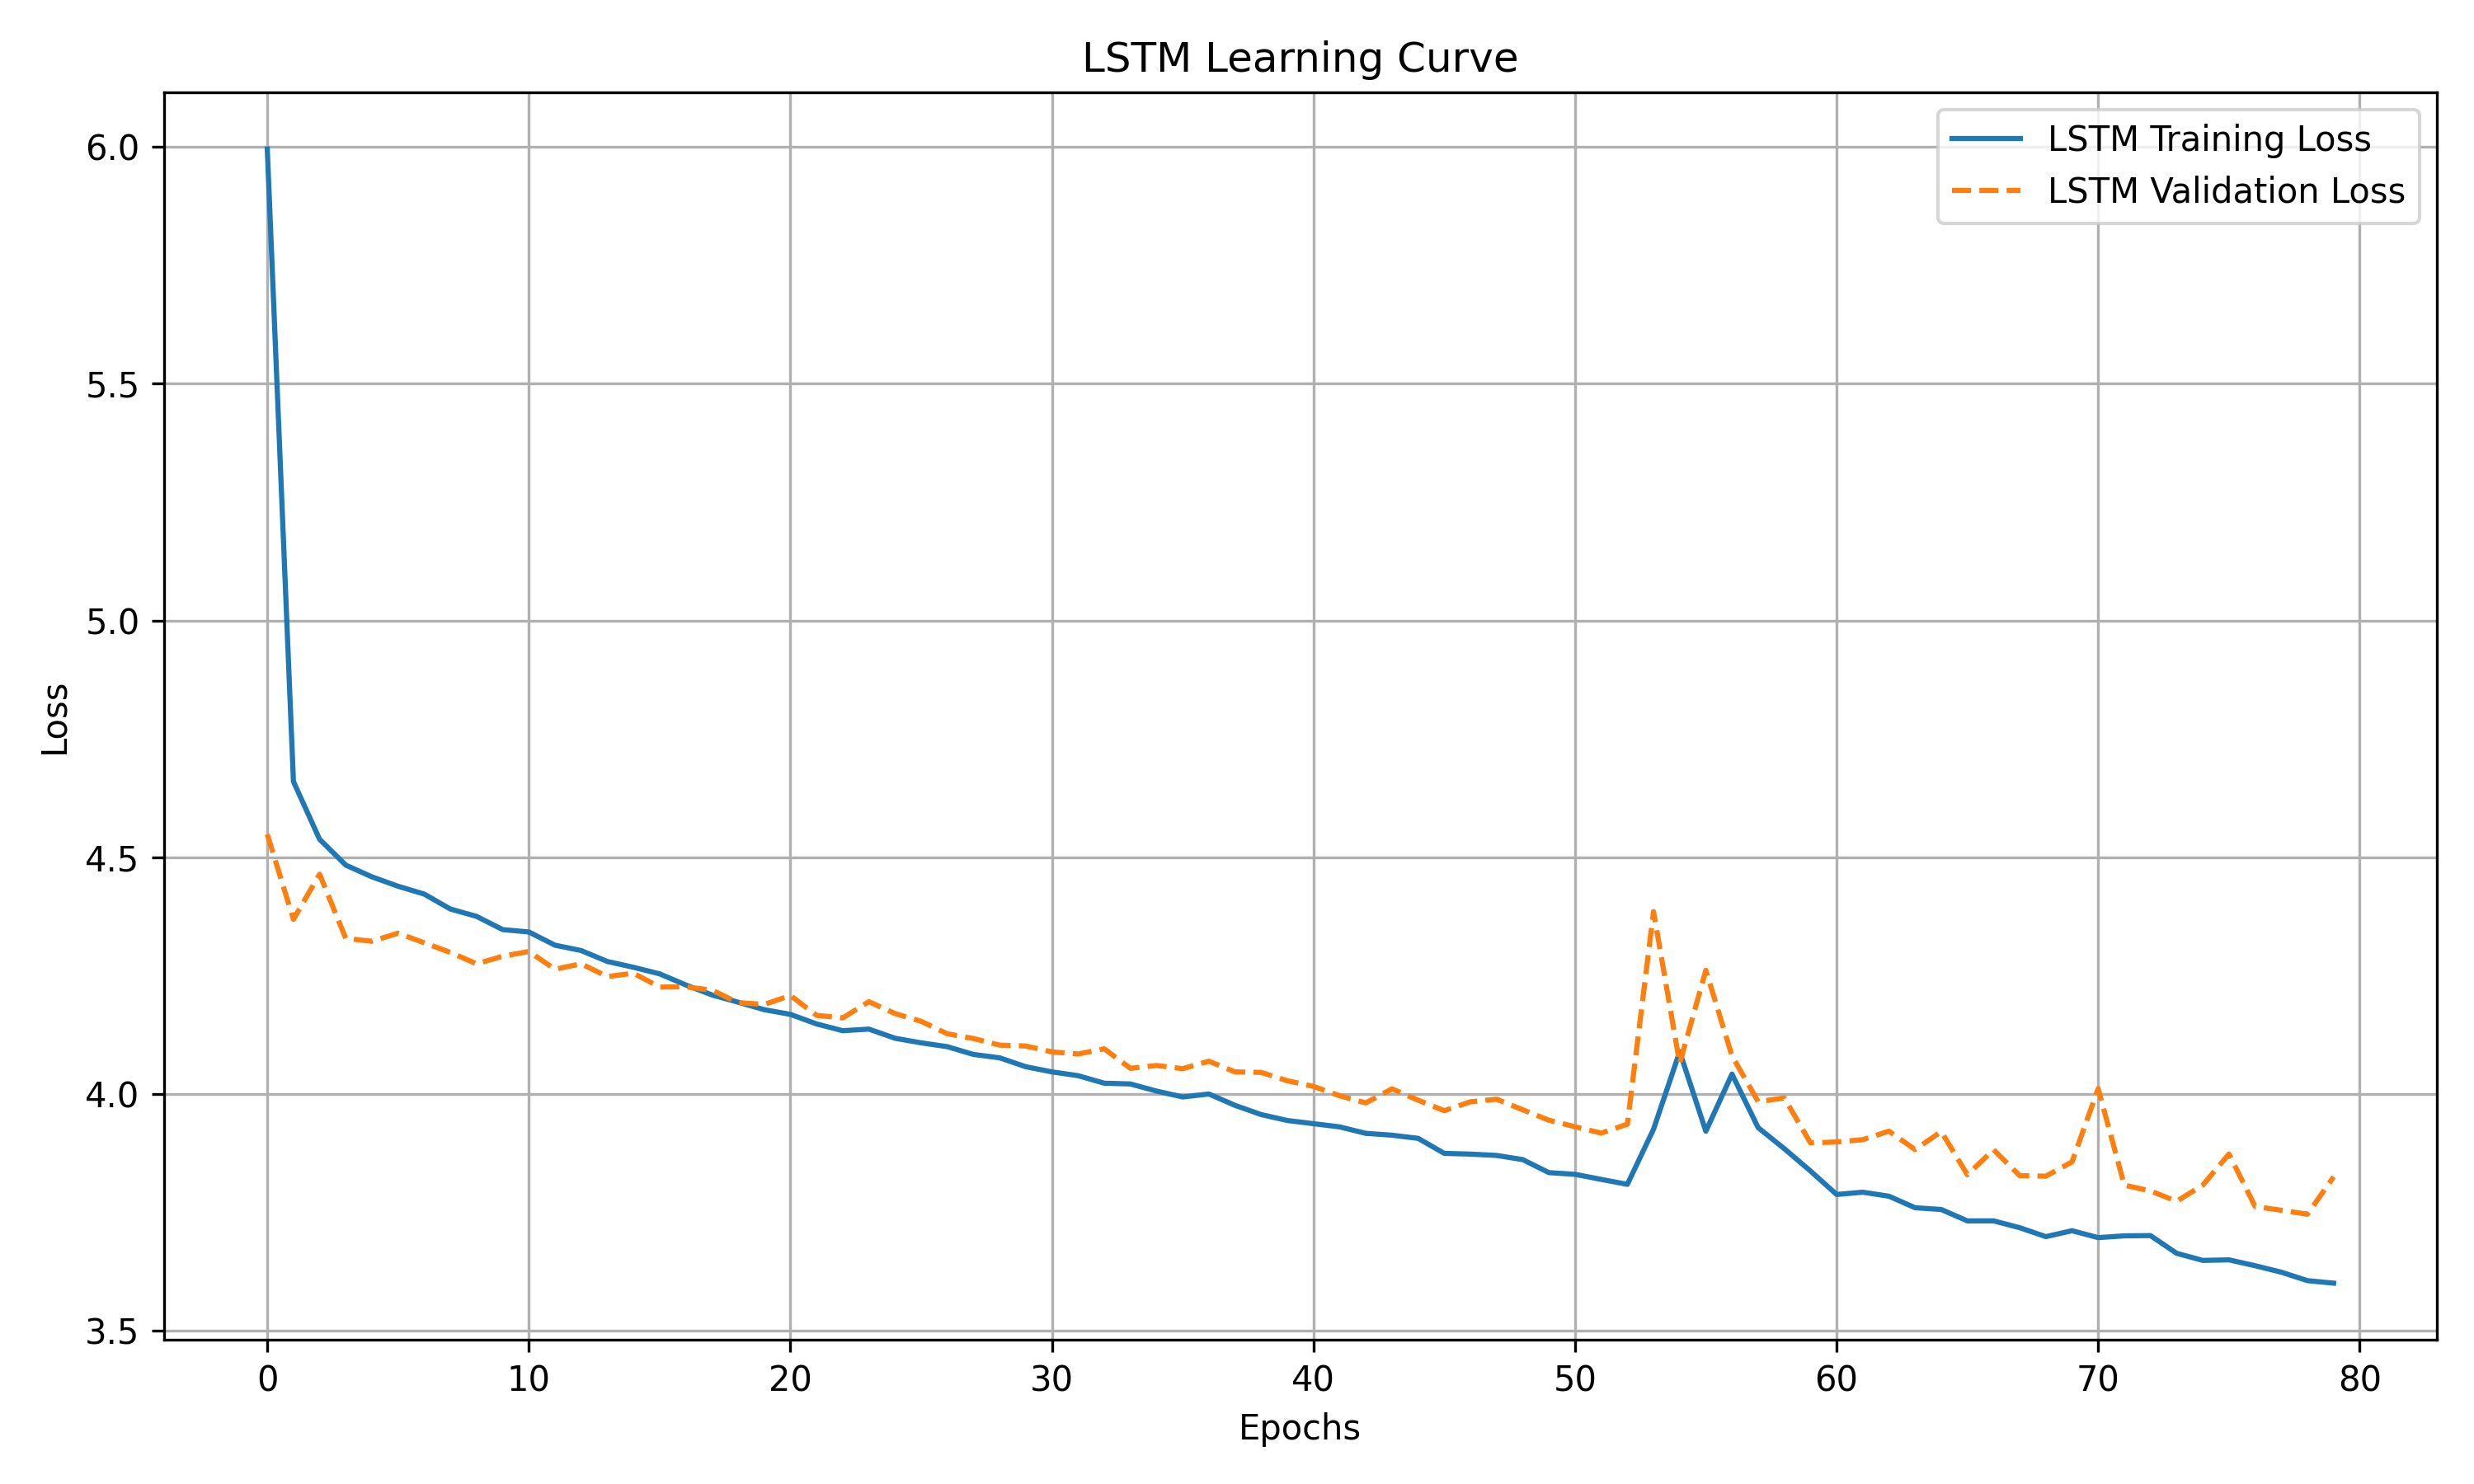 LSTM Learning Curve
LSTM Training Loss
LSTM Validation Loss
Loss
6.0
5.5
5.0
4.5
4.0
3.5
0 10 20 30 40 50 60 70 80
Epochs